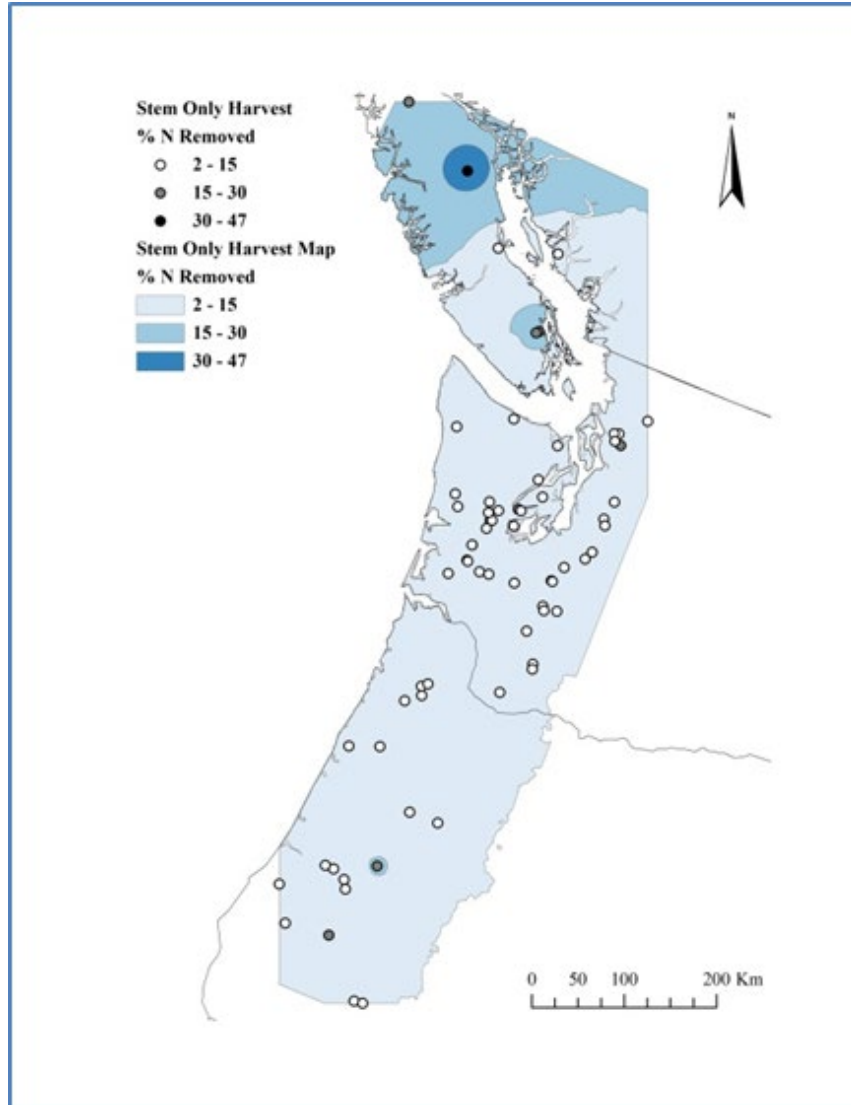 Stem Only Harvest
% N Removed
2 - 15
15 - 30
30 - 47
Stem Only Harvest Map
% N Removed
2 - 15
15 - 30
30 - 47
N
0 50 100 200 Km